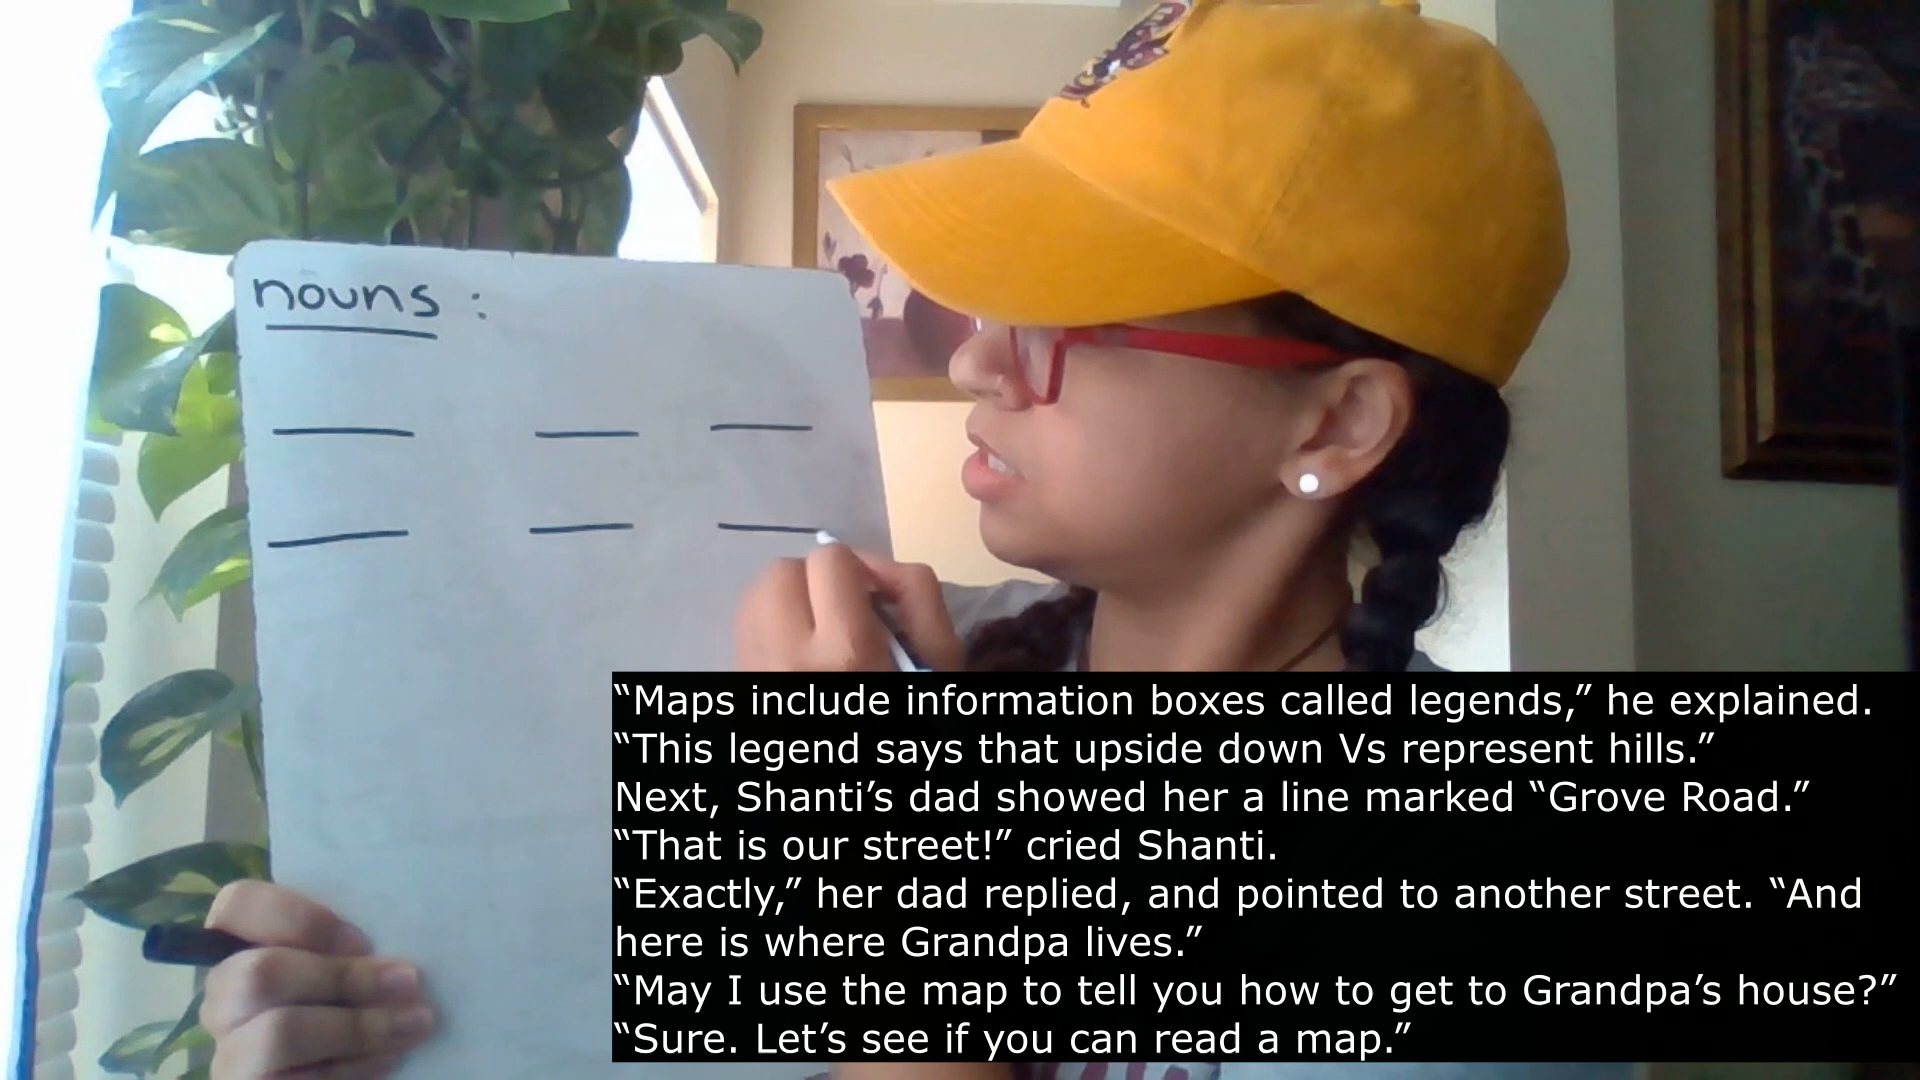 nouns :
“Maps include information boxes called legends,” he explained.
“This legend says that upside down Vs represent hills.”
Next, Shanti’s dad showed her a line marked “Grove Road.”
“That is our street!” cried Shanti.
“Exactly,” her dad replied, and pointed to another street. “And
here is where Grandpa lives.”
“May I use the map to tell you how to get to Grandpa’s house?”
“Sure. Let’s see if you can read a map.”